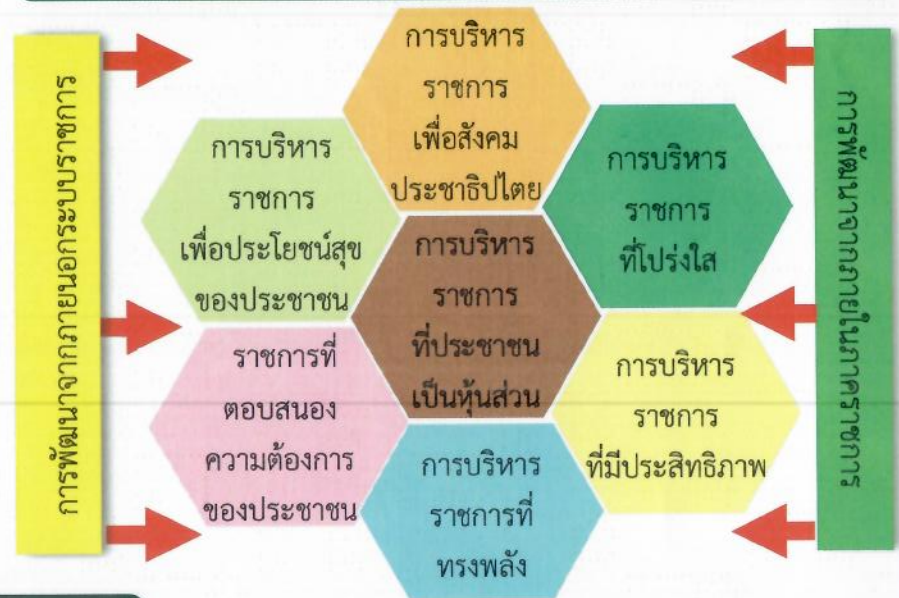 การพัฒนาจากภายนอกระบบราชการ
การบริหาร
ราชการ
เพื่อสังคม
ประชาธิปไตย
การบริหาร
ราชการ
เพื่อประโยชน์สุข
ของประชาชน
การบริหาร
ราชการ
ที่โปร่งใส
การบริหาร
ราชการ
ที่ประชาชน
เป็นหุ้นส่วน
ราชการที่
ตอบสนอง
ความต้องการ
ของประชาชน
การบริหาร
ราชการ
ที่มีประสิทธิภาพ
การบริหาร
ราชการที่
ทรงพลัง
การพัฒนาจากภายในภาคราชการ